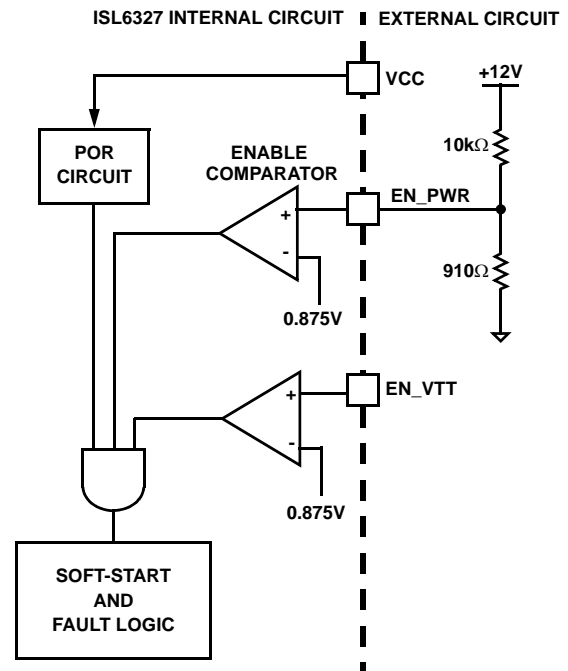 ISL6327 INTERNAL CIRCUIT
EXTERNAL CIRCUIT
VCC
+12V
10kΩ
POR
CIRCUIT
ENABLE
COMPARATOR
EN_PWR
+
-
910Ω
0.875V
EN_VTT
+
-
0.875V
SOFT-START
AND
FAULT LOGIC